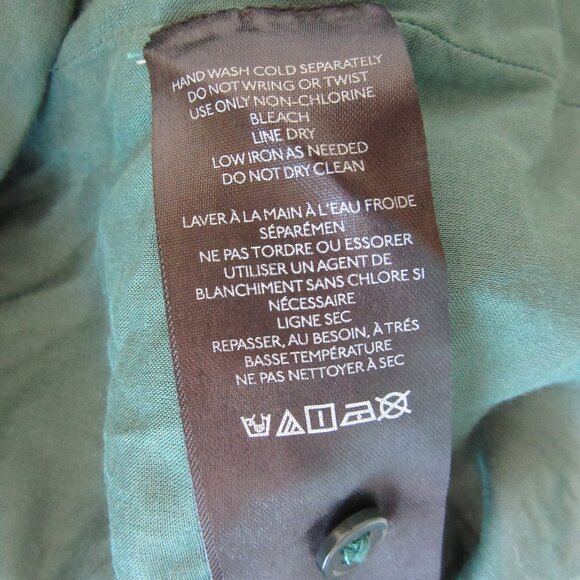 HAND WASH COLD SEPARATELY
DO NOT WRING OR TWIST
USE ONLY NON-CHLORINE
BLEACH
LINE DRY
LOW IRON AS NEEDED
DO NOT DRY CLEAN
LAVER À LA MAIN À L'EAU FROIDE
SÉPARÉMEN
NE PAS TORDRE OU ESSORER
UTILISER UN AGENT DE
BLANCHIMENT SANS CHLORE SI
NÉCESSAIRE
LIGNE SEC
REPASSER, AU BESOIN, À TRÉS
BASSE TEMPÉRATURE
NE PAS NETTOYER À SEC